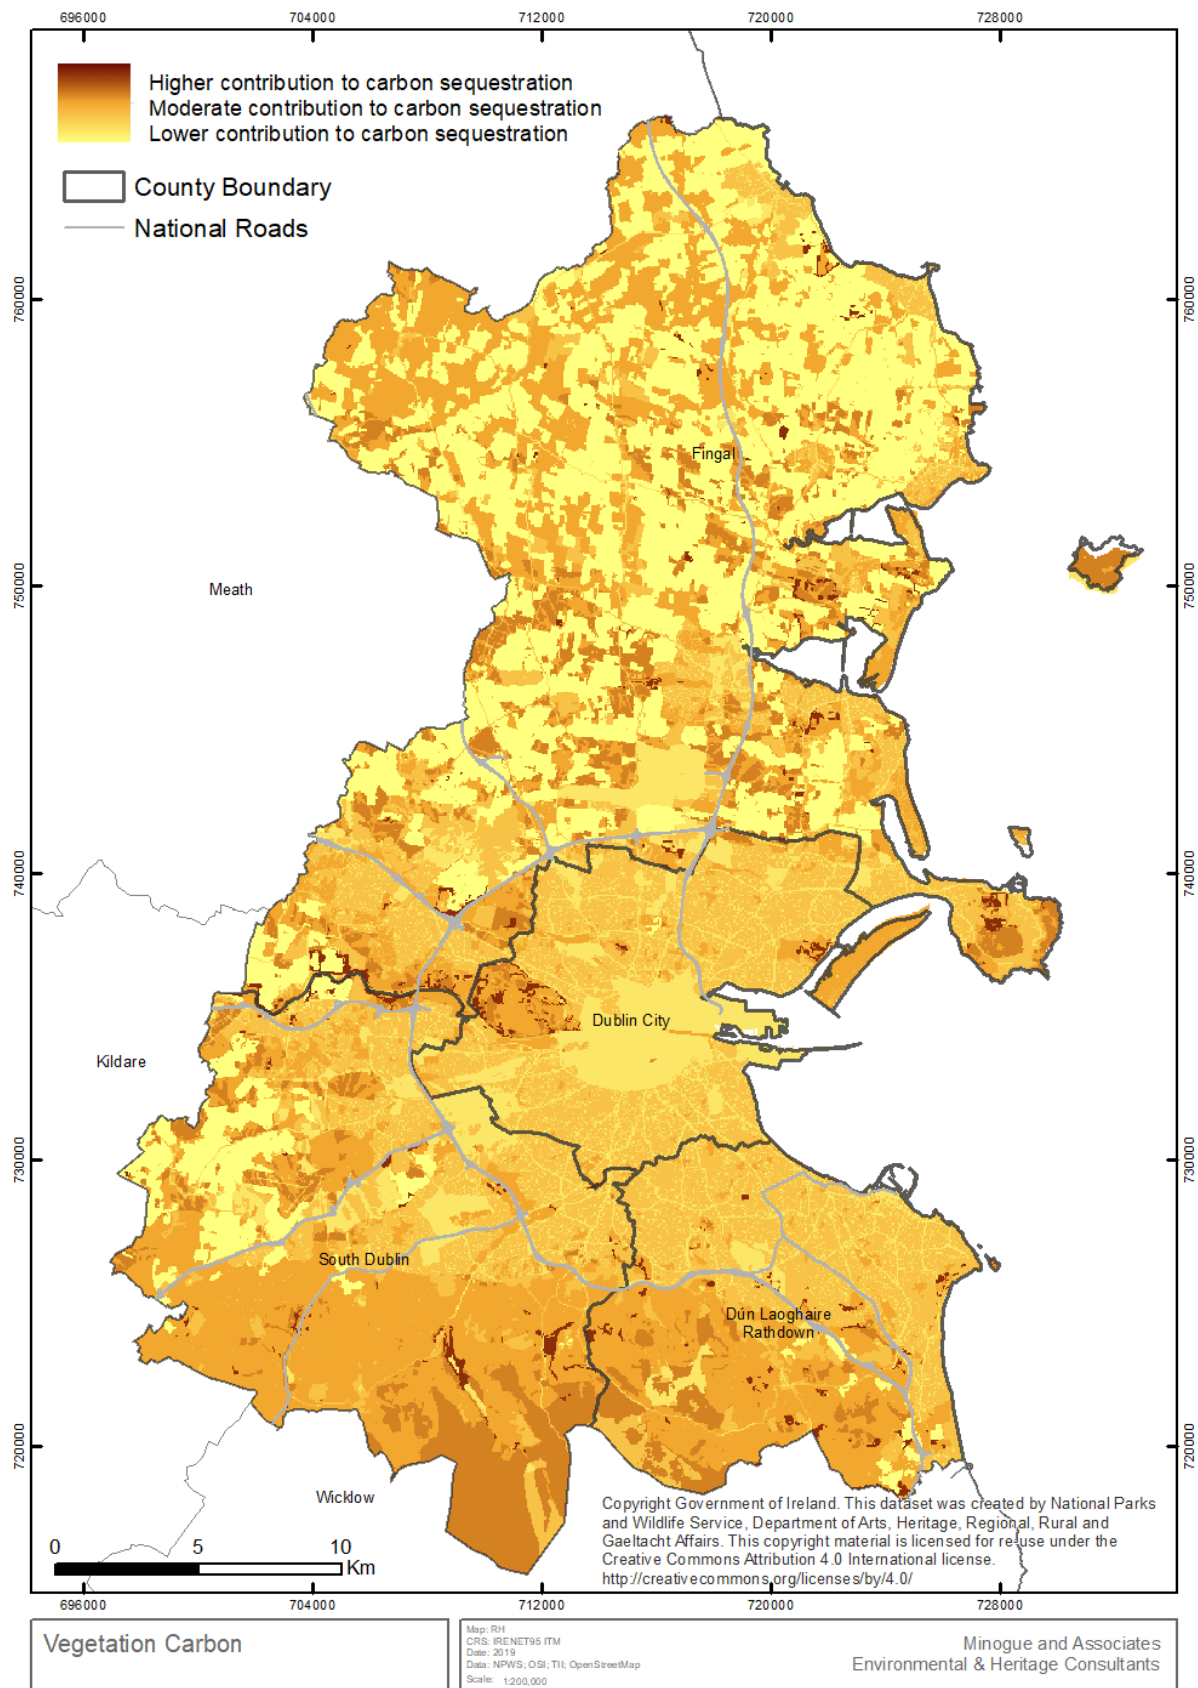 696000 704000 712000 720000 728000
Higher contribution to carbon sequestration
Moderate contribution to carbon sequestration
Lower contribution to carbon sequestration
County Boundary
National Roads
760000 760000
Fingal
750000 750000
Meath
740000 740000
Dublin City
Kildare
730000 730000
South Dublin
Dún Laoghaire
Rathdown
720000 720000
Wicklow
Copyright Government of Ireland. This dataset was created by National Parks
and Wildlife Service, Department of Arts, Heritage, Regional, Rural and
Gaeltacht Affairs. This copyright material is licensed for re-use under the
Creative Commons Attribution 4.0 International license.
http://creativecommons.org/licenses/by/4.0/
0 5 10
Km
696000 704000 712000 720000 728000
Vegetation Carbon
Map: RH
CRS: IRENET95 ITM
Date: 2019
Data: NPWS; OSI; TII; OpenStreetMap
Scale: 1:200,000
Minogue and Associates
Environmental & Heritage Consultants